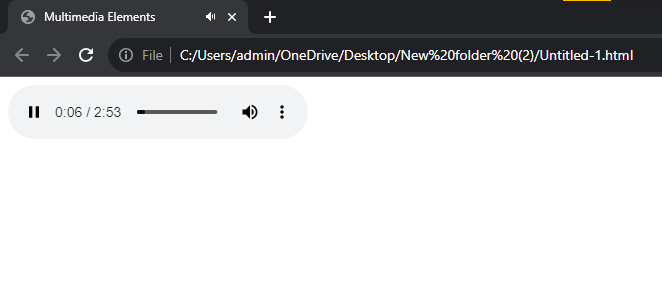 Multimedia Elements
File C:/Users/admin/OneDrive/Desktop/New%20folder%20(2)/Untitled-1.html
0:06 / 2:53